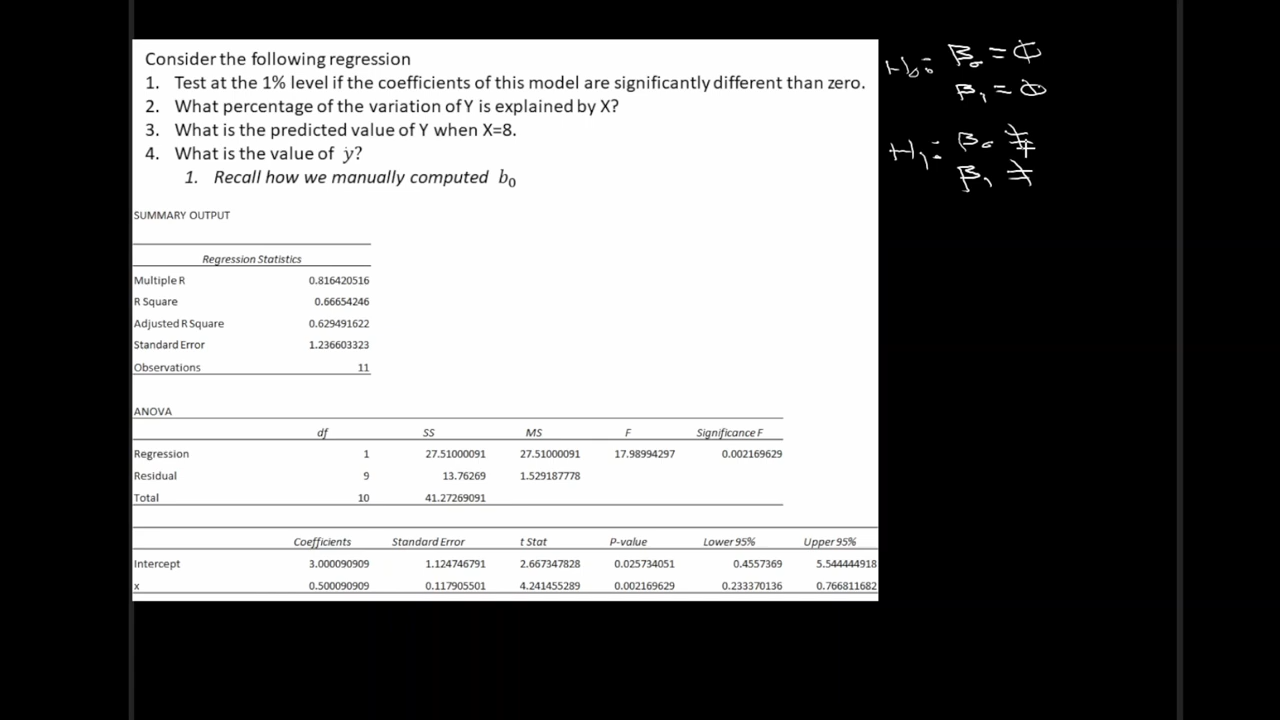 Consider the following regression
1. Test at the 1% level if the coefficients of this model are significantly different than zero.
2. What percentage of the variation of Y is explained by X?
3. What is the predicted value of Y when X=8.
4. What is the value of ẏ?
1. Recall how we manually computed b₀
H₀: β₀ = 0
β₁ = 0
H₁: β₀ ≠
β₁ ≠
SUMMARY OUTPUT
Regression Statistics
Multiple R 0.816420516
R Square 0.66654246
Adjusted R Square 0.629491622
Standard Error 1.236603323
Observations 11
ANOVA
df SS MS F Significance F
Regression 1 27.51000091 27.51000091 17.98994297 0.002169629
Residual 9 13.76269 1.529187778
Total 10 41.27269091
Coefficients Standard Error t Stat P-value Lower 95% Upper 95%
Intercept 3.000090909 1.124746791 2.667347828 0.025734051 0.4557369 5.544444918
x 0.500090909 0.117905501 4.241455289 0.002169629 0.233370136 0.766811682